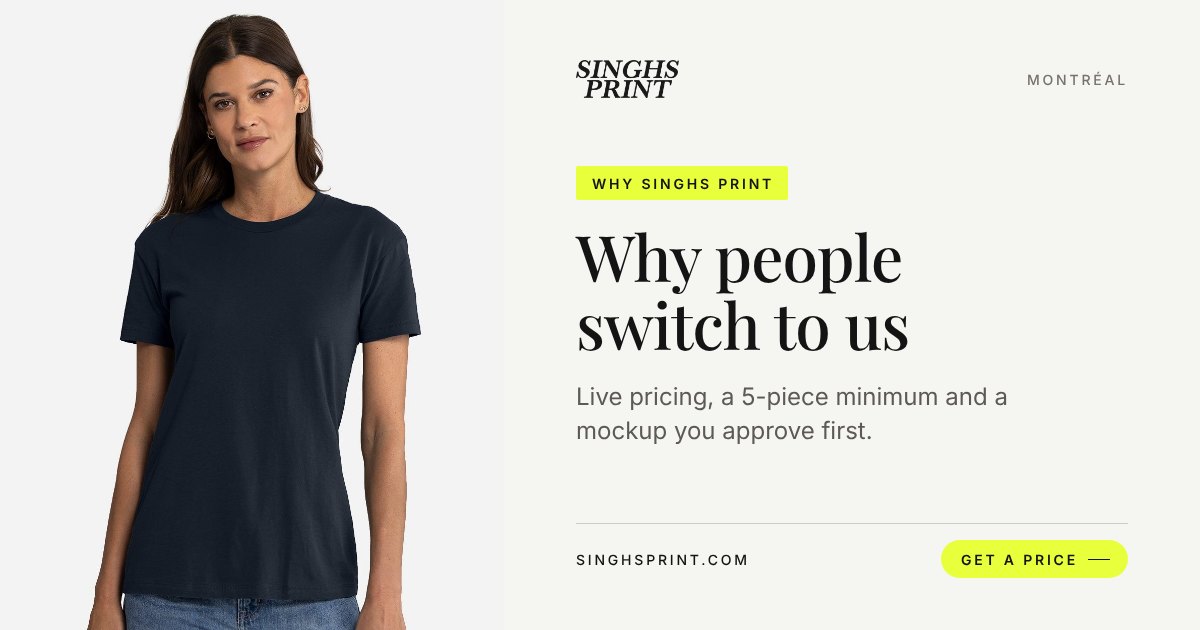 SINGHS
PRINT
MONTRÉAL
WHY SINGHS PRINT
Why people
switch to us
Live pricing, a 5-piece minimum and a
mockup you approve first.
SINGHSPRINT.COM
GET A PRICE